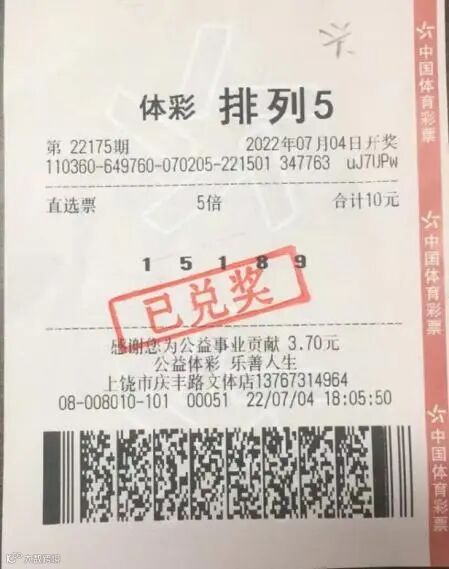 体彩 排列5
第 22175期 2022年07月04日开奖
110360-649760-070205-221501 347763 uJ7UPw
直选票 5倍 合计10元
1 5 1 8 9
已兑奖
感谢您为公益事业贡献 3.70元
公益体彩 乐善人生
上饶市庆丰路文体店13767314964
08-008010-101 00051 22/07/04 18:05:50
中国体育彩票
中国体育彩票
中国体育彩票